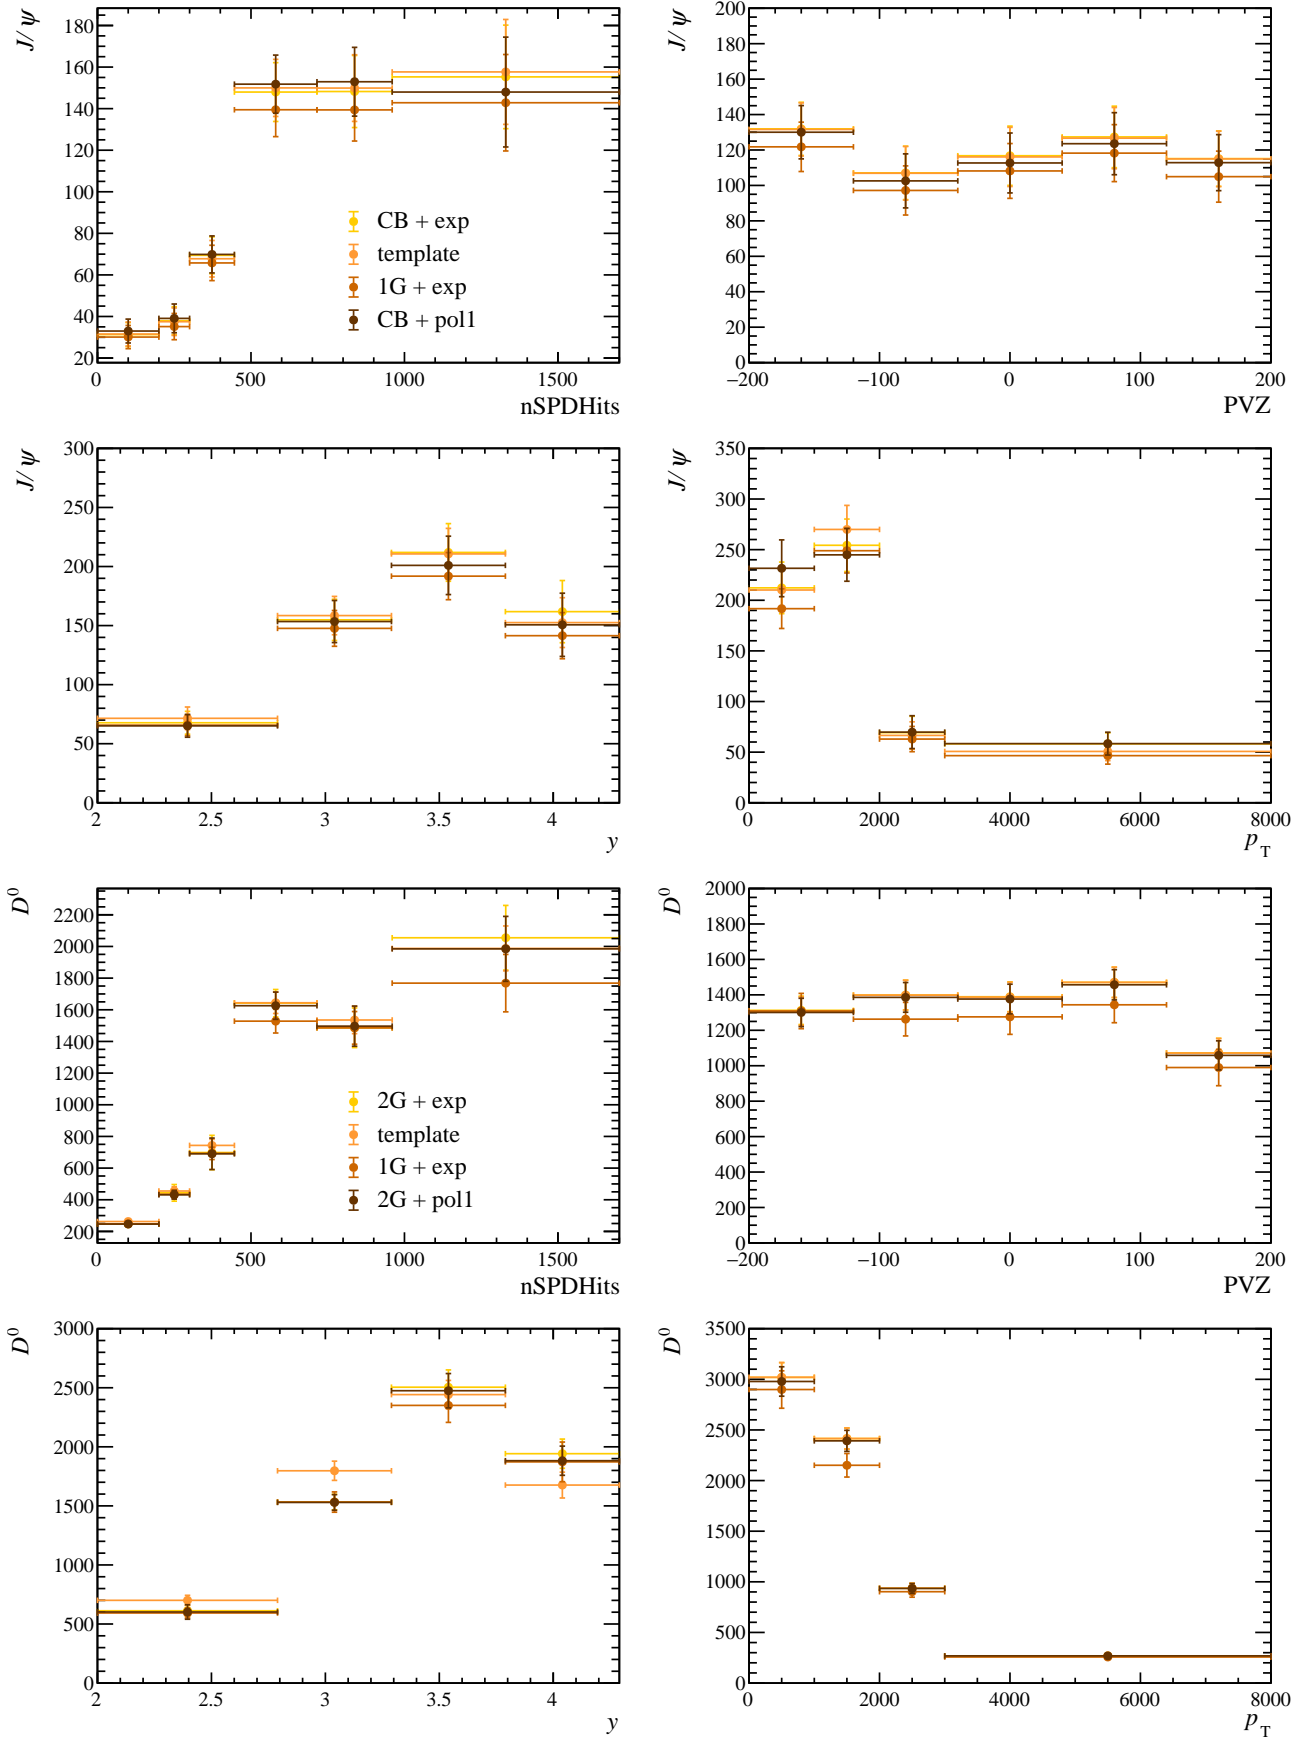 J/ψ
180
160
140
120
100
80
60
40
20
0 500 1000 1500
nSPDHits
CB + exp
template
1G + exp
CB + pol1
J/ψ
200
180
160
140
120
100
80
60
40
20
0
−200 −100 0 100 200
PVZ
J/ψ
300
250
200
150
100
50
0
2 2.5 3 3.5 4
y
J/ψ
350
300
250
200
150
100
50
0
0 2000 4000 6000 8000
p_T
D⁰
2200
2000
1800
1600
1400
1200
1000
800
600
400
200
0 500 1000 1500
nSPDHits
2G + exp
template
1G + exp
2G + pol1
D⁰
2000
1800
1600
1400
1200
1000
800
600
400
200
0
−200 −100 0 100 200
PVZ
D⁰
3000
2500
2000
1500
1000
500
0
2 2.5 3 3.5 4
y
D⁰
3500
3000
2500
2000
1500
1000
500
0
0 2000 4000 6000 8000
p_T